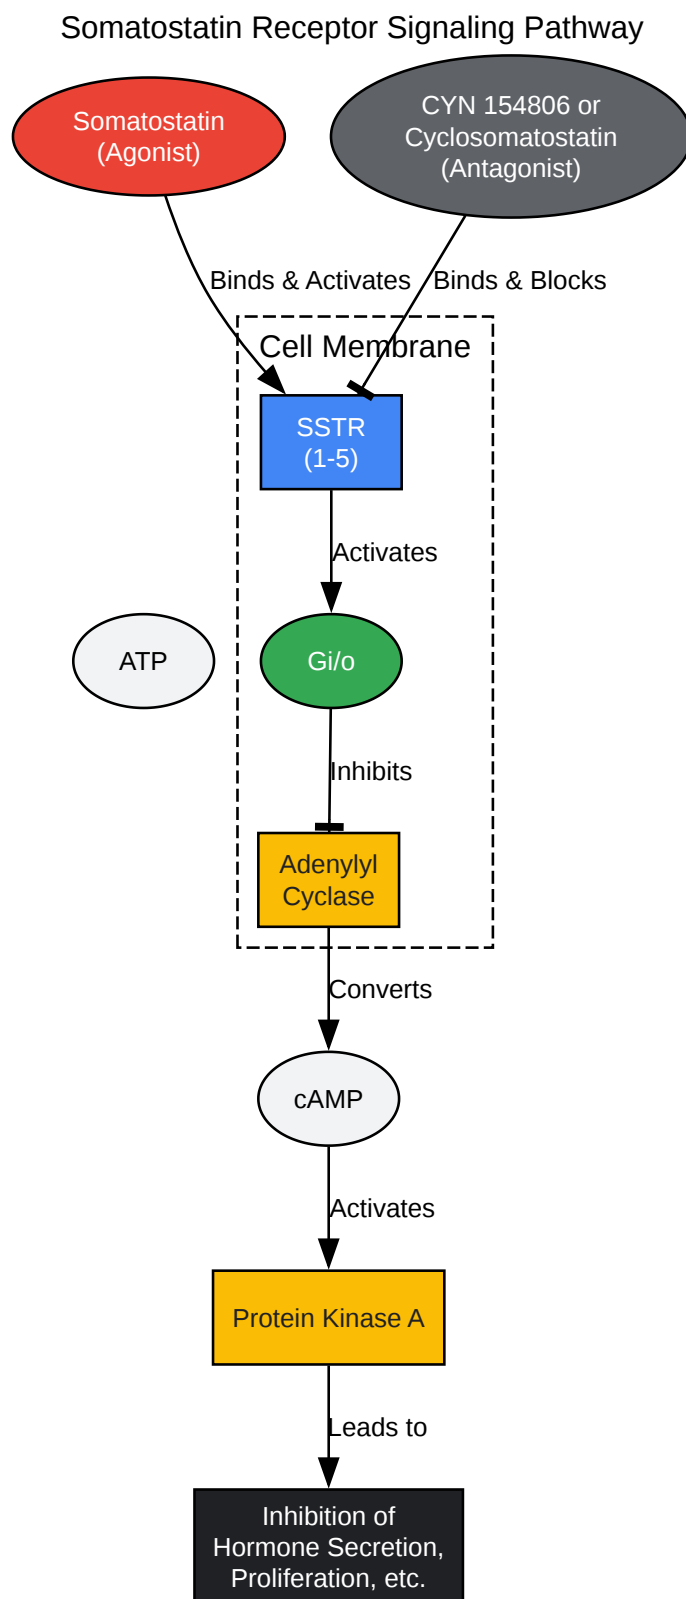 Somatostatin Receptor Signaling Pathway
Somatostatin
(Agonist)
CYN 154806 or
Cyclosomatostatin
(Antagonist)
Binds & Activates
Binds & Blocks
Cell Membrane
SSTR
(1-5)
Activates
ATP
Gi/o
Inhibits
Adenylyl
Cyclase
Converts
cAMP
Activates
Protein Kinase A
Leads to
Inhibition of
Hormone Secretion,
Proliferation, etc.